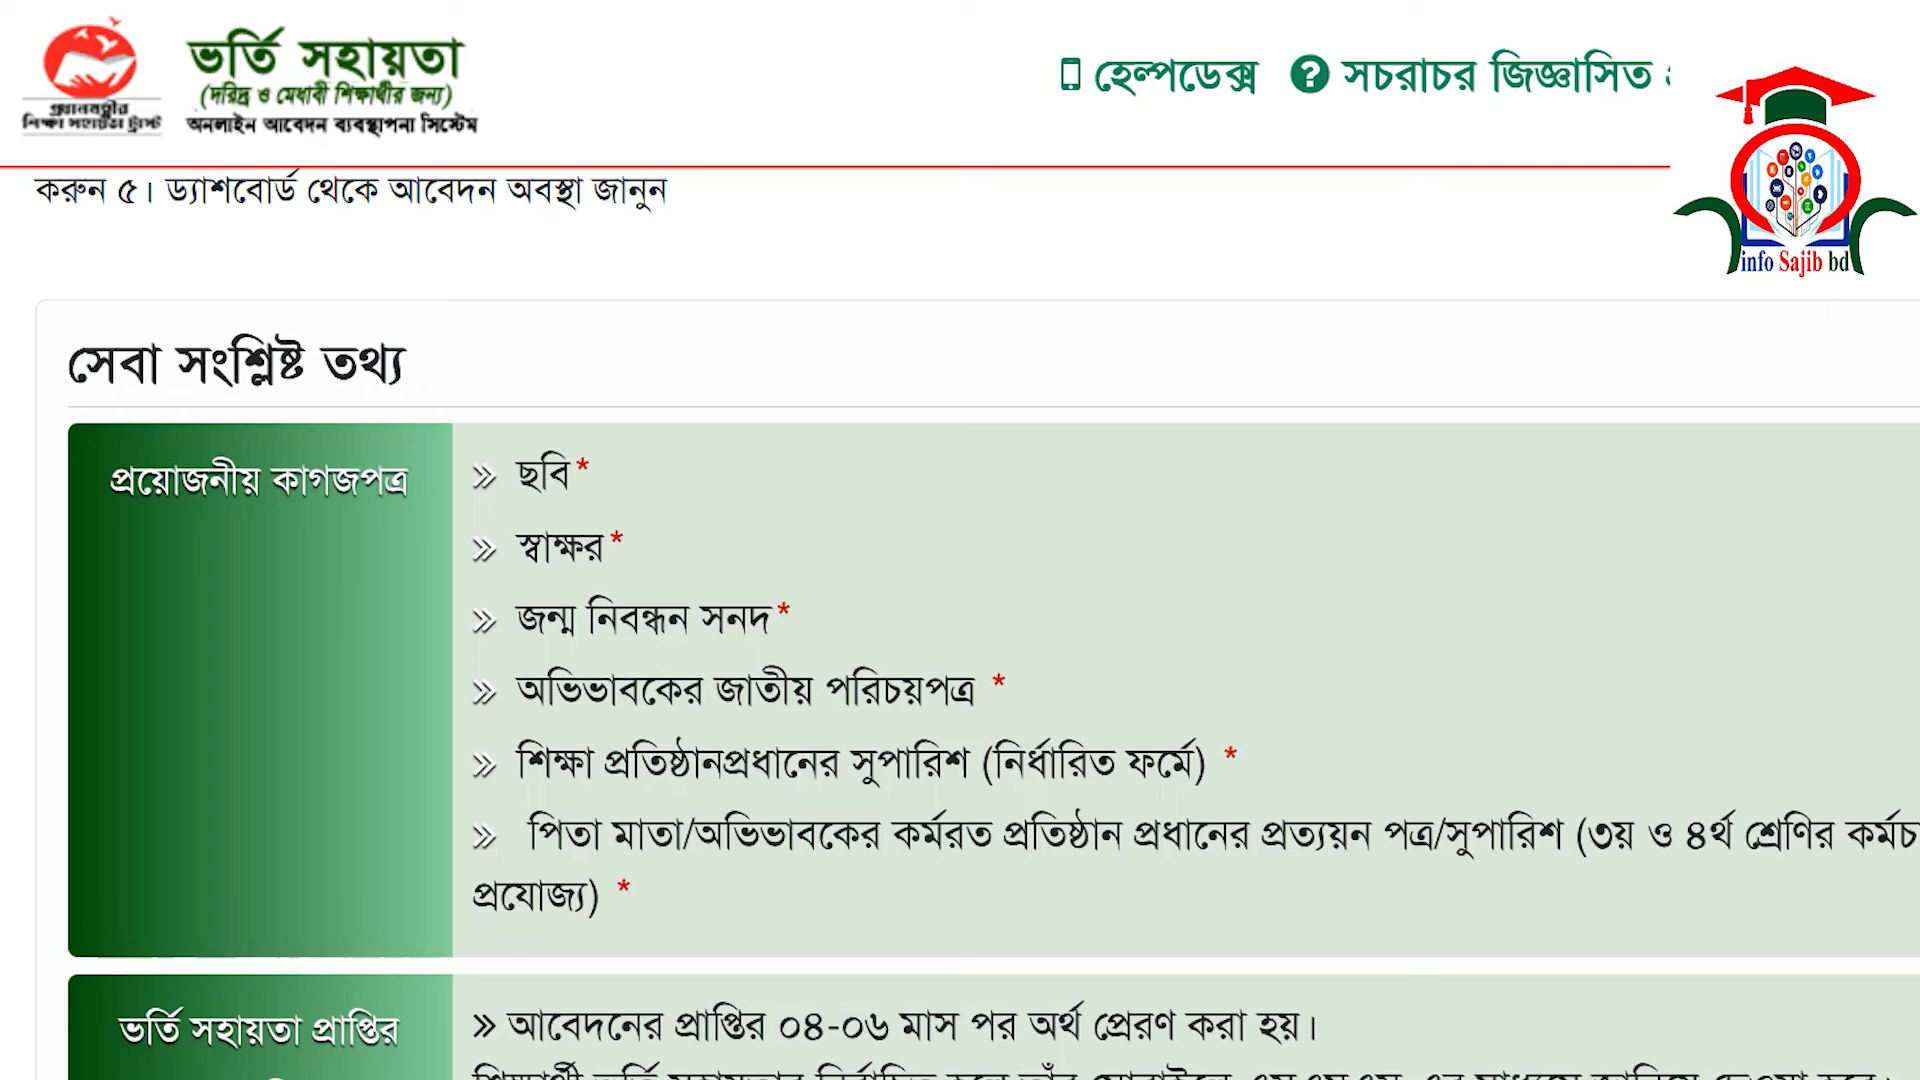 প্রধানমন্ত্রীর
শিক্ষা সহায়তা ট্রাস্ট
ভর্তি সহায়তা
(দরিদ্র ও মেধাবী শিক্ষার্থীর জন্য)
অনলাইন আবেদন ব্যবস্থাপনা সিস্টেম
হেল্পডেক্স
সচরাচর জিজ্ঞাসিত
info Sajib bd
করুন ৫। ড্যাশবোর্ড থেকে আবেদন অবস্থা জানুন
সেবা সংশ্লিষ্ট তথ্য
প্রয়োজনীয় কাগজপত্র
» ছবি*
» স্বাক্ষর*
» জন্ম নিবন্ধন সনদ*
» অভিভাবকের জাতীয় পরিচয়পত্র *
» শিক্ষা প্রতিষ্ঠানপ্রধানের সুপারিশ (নির্ধারিত ফর্মে) *
» পিতা মাতা/অভিভাবকের কর্মরত প্রতিষ্ঠান প্রধানের প্রত্যয়ন পত্র/সুপারিশ (৩য় ও ৪র্থ শ্রেণির কর্মচ
প্রযোজ্য) *
ভর্তি সহায়তা প্রাপ্তির
» আবেদনের প্রাপ্তির ০৪-০৬ মাস পর অর্থ প্রেরণ করা হয়।